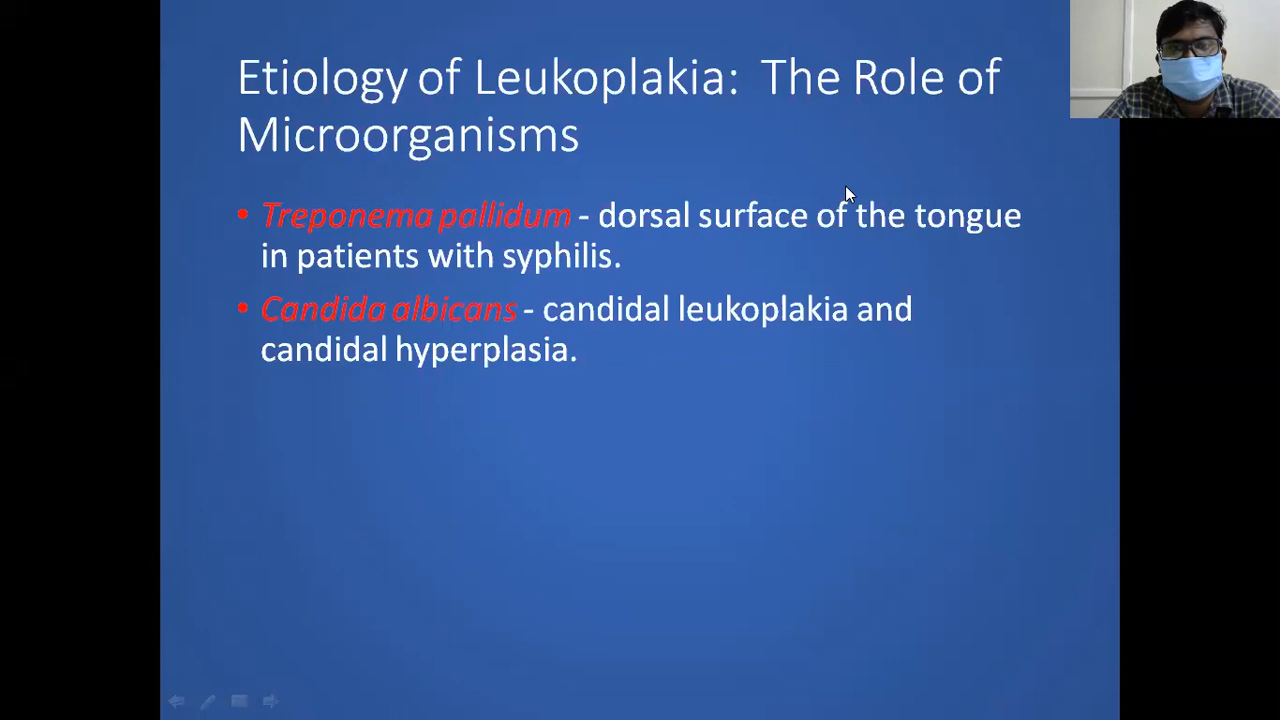 Etiology of Leukoplakia:  The Role of
Microorganisms
• Treponema pallidum - dorsal surface of the tongue
in patients with syphilis.
• Candida albicans - candidal leukoplakia and
candidal hyperplasia.